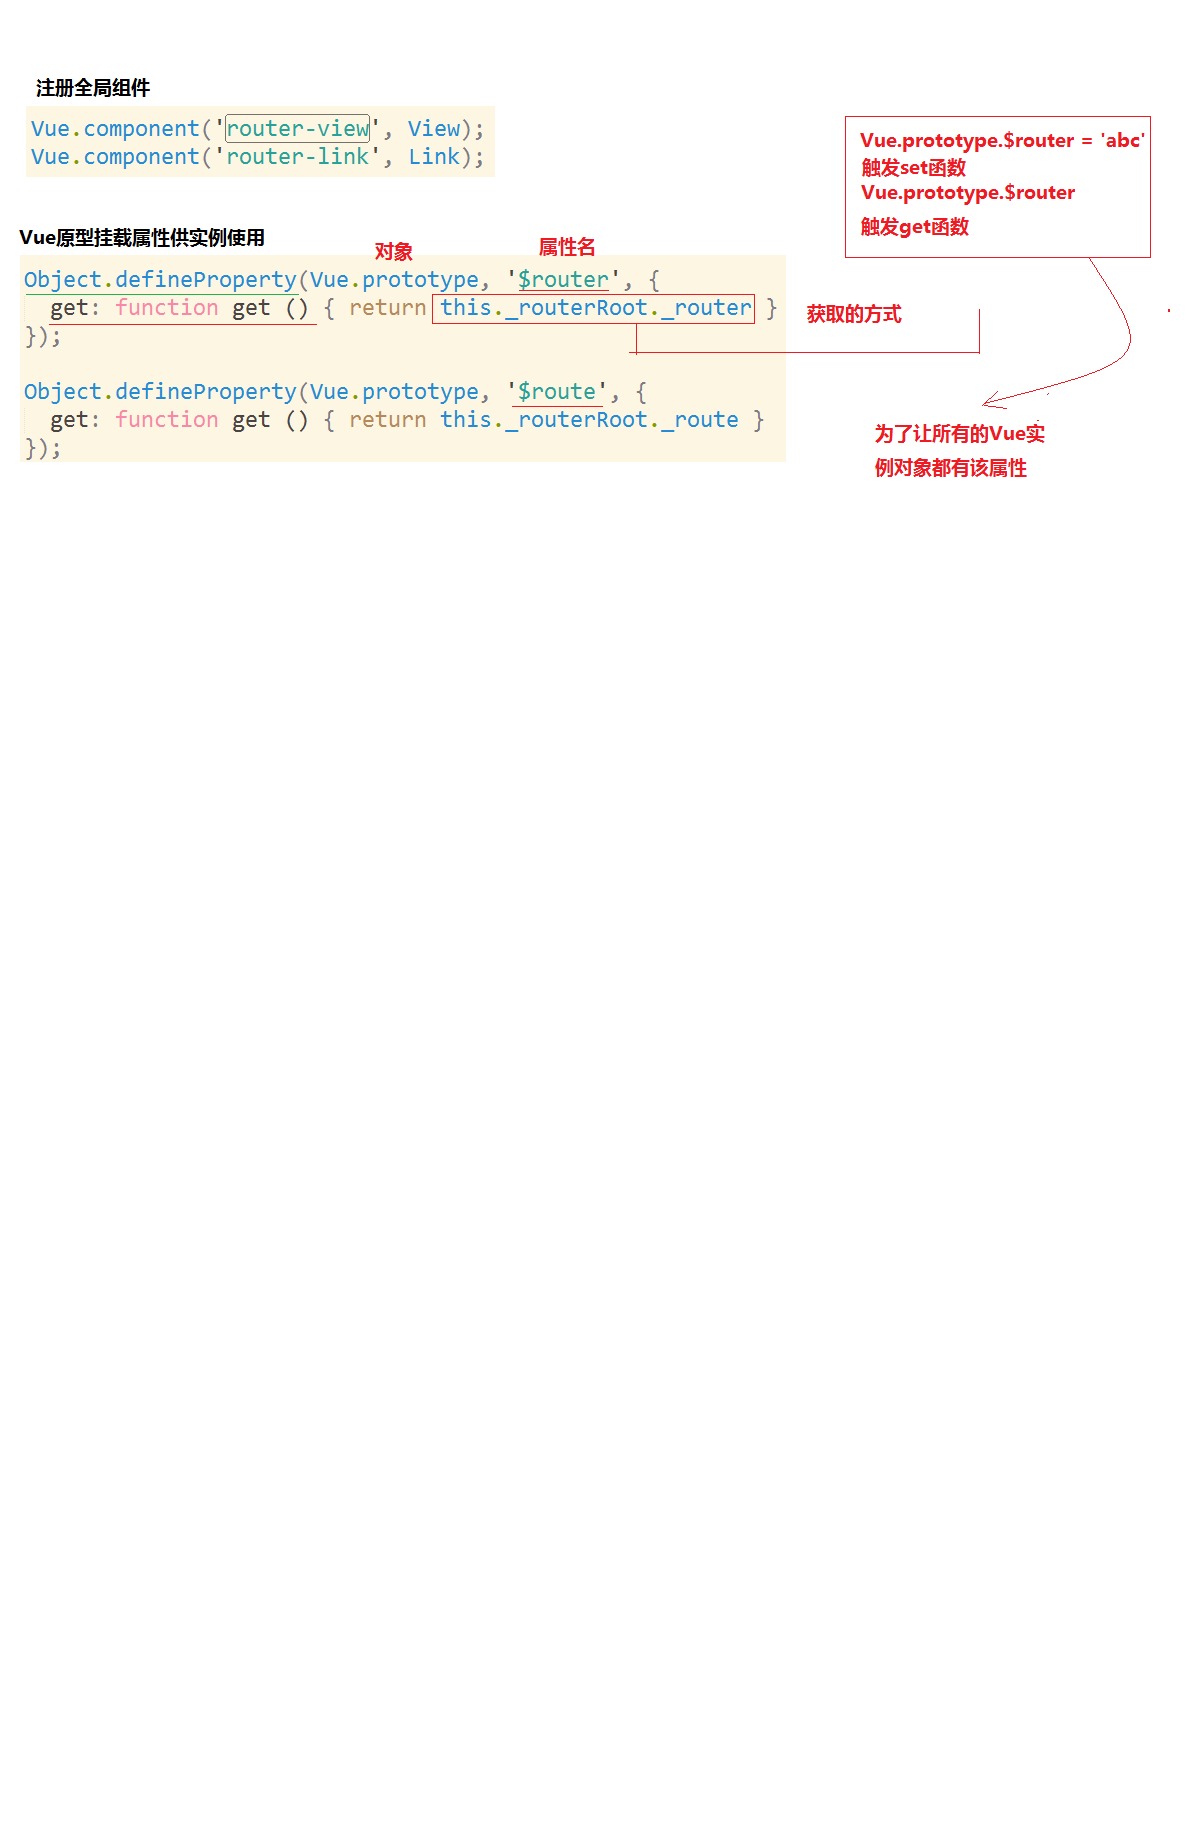 注册全局组件
Vue.component('router-view', View);
Vue.component('router-link', Link);
Vue.prototype.$router = 'abc'
触发set函数
Vue.prototype.$router
触发get函数
Vue原型挂载属性供实例使用
对象
属性名
Object.defineProperty(Vue.prototype, '$router', {
  get: function get () { return this._routerRoot._router }
});
获取的方式
Object.defineProperty(Vue.prototype, '$route', {
  get: function get () { return this._routerRoot._route }
});
为了让所有的Vue实
例对象都有该属性